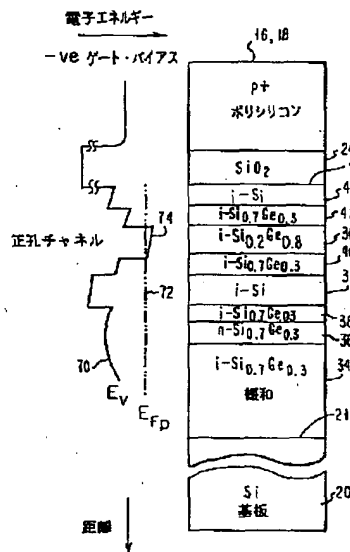 電子エネルギー
-ve ゲート・バイアス
16,18
P+
ポリシリコン
SiO2
i-Si
74
i-Si0.7Ge0.3
i-Si0.2Ge0.8
正孔チャネル
i-Si0.7Ge0.3
72
i-Si
i-Si0.7Ge0.3
n-Si0.7Ge0.3
70
i-Si0.7Ge0.3
34
緩和
EV
EFp
21
Si
20
基板
距離